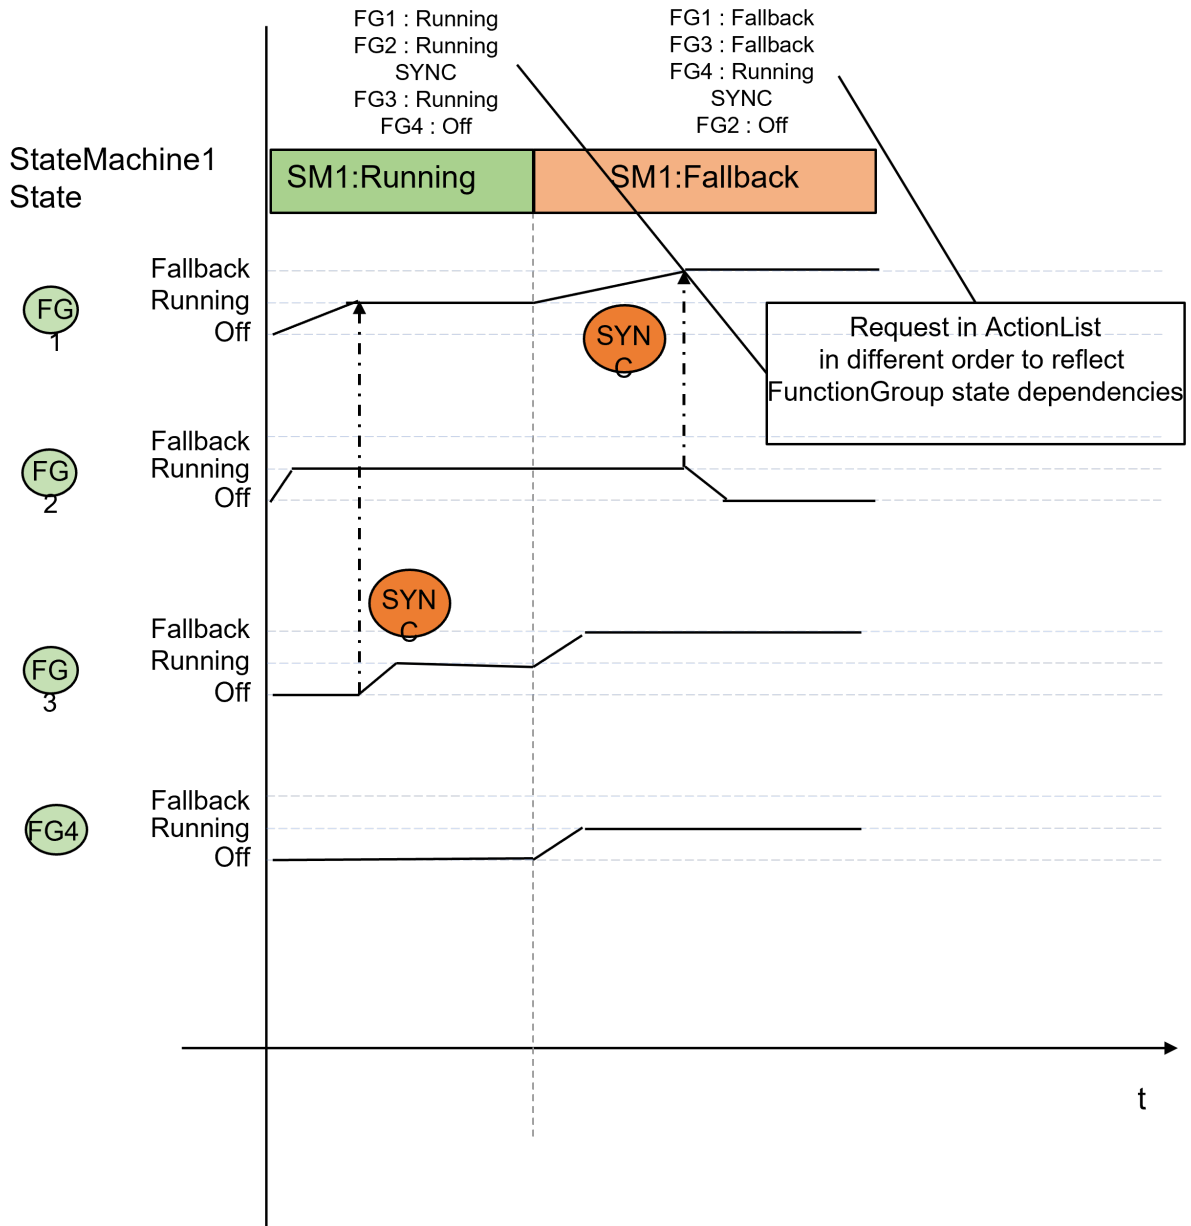 FG1 : Running
FG2 : Running
SYNC
FG3 : Running
FG4 : Off
FG1 : Fallback
FG3 : Fallback
FG4 : Running
SYNC
FG2 : Off
StateMachine1
State
SM1:Running
SM1:Fallback
Fallback
Running
Off
FG
1
SYN
C
Request in ActionList
in different order to reflect
FunctionGroup state dependencies
Fallback
Running
Off
FG
2
SYN
C
Fallback
Running
Off
FG
3
Fallback
Running
Off
FG4
t